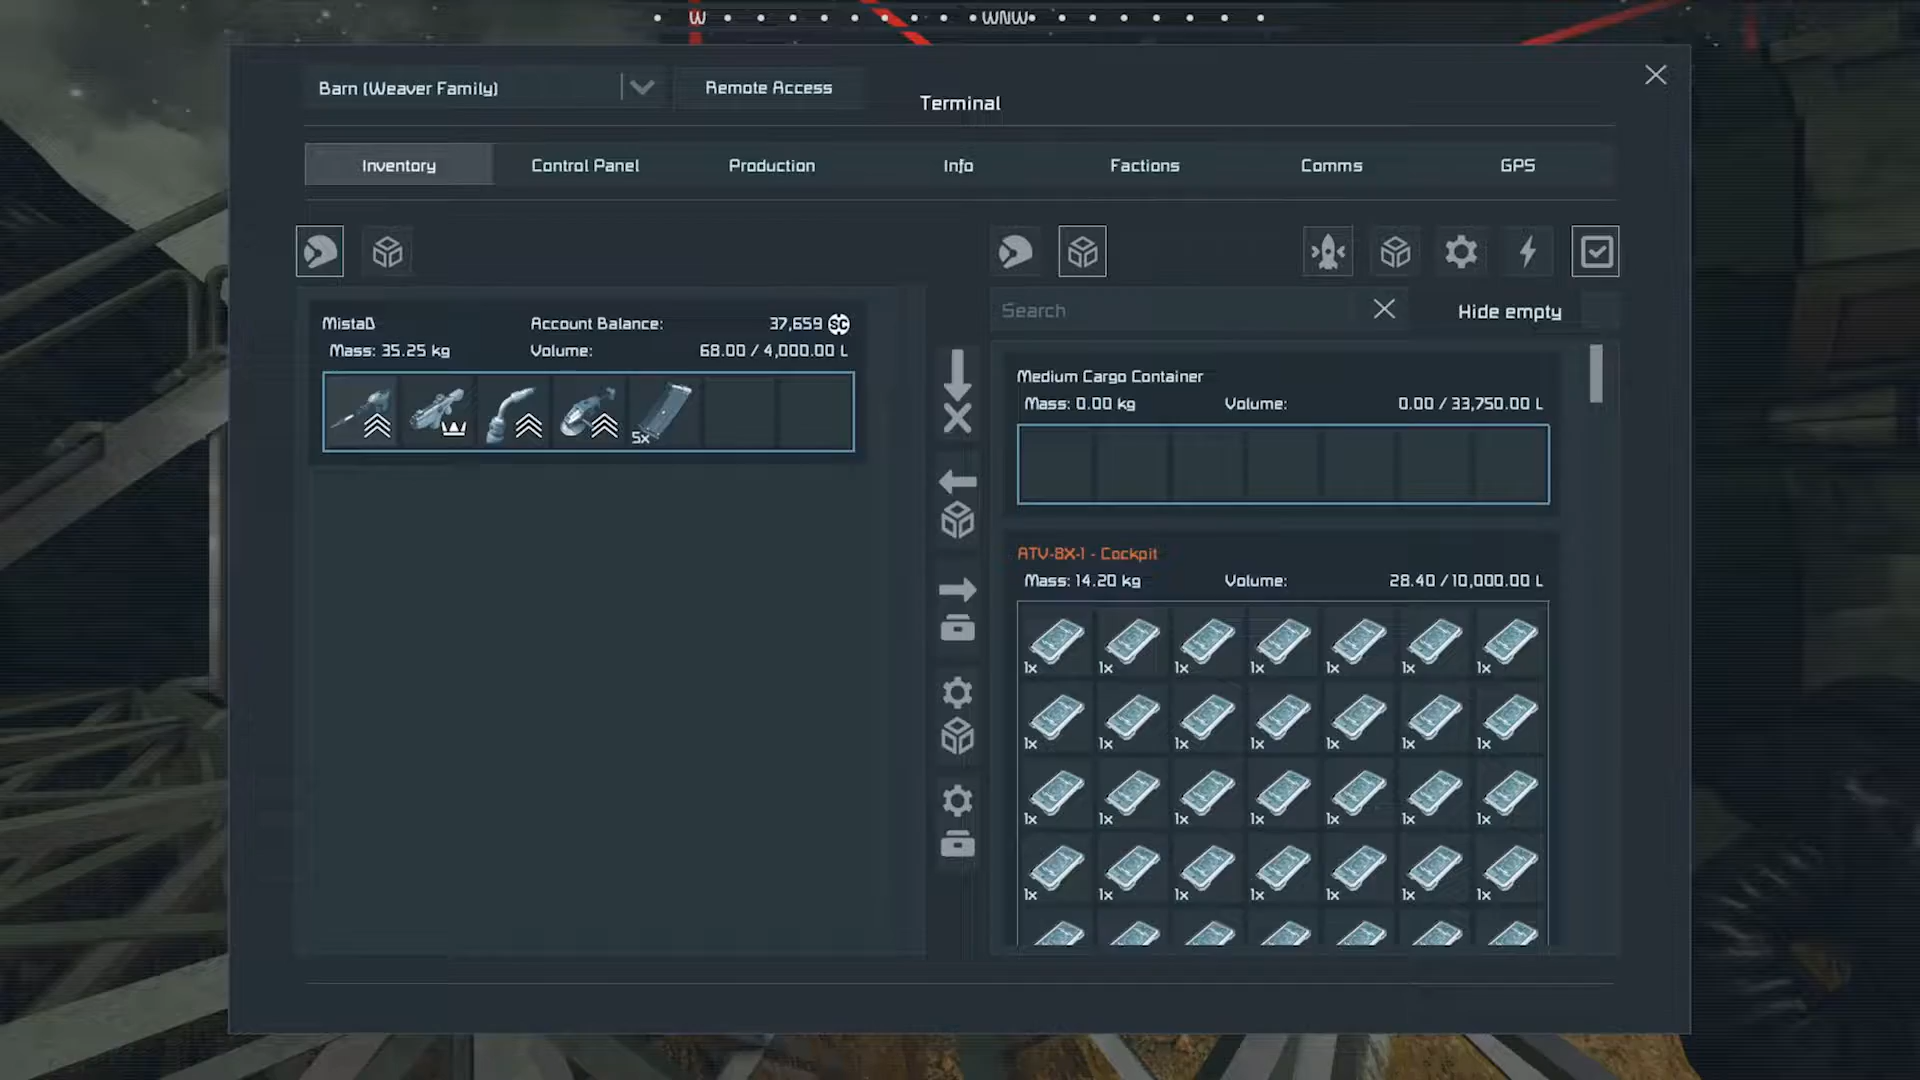 W WNW
Barn (Weaver Family) Remote Access
Terminal
Inventory Control Panel Production Info Factions Comms GPS
Search Hide empty
MistaD Account Balance: 37,659 SC
Mass: 35.25 kg Volume: 68.00 / 4,000.00 L
5x
Medium Cargo Container
Mass: 0.00 kg Volume: 0.00 / 33,750.00 L
ATV-BX-1 - Cockpit
Mass: 14.20 kg Volume: 28.40 / 10,000.00 L
1x 1x 1x 1x 1x 1x 1x
1x 1x 1x 1x 1x 1x 1x
1x 1x 1x 1x 1x 1x 1x
1x 1x 1x 1x 1x 1x 1x